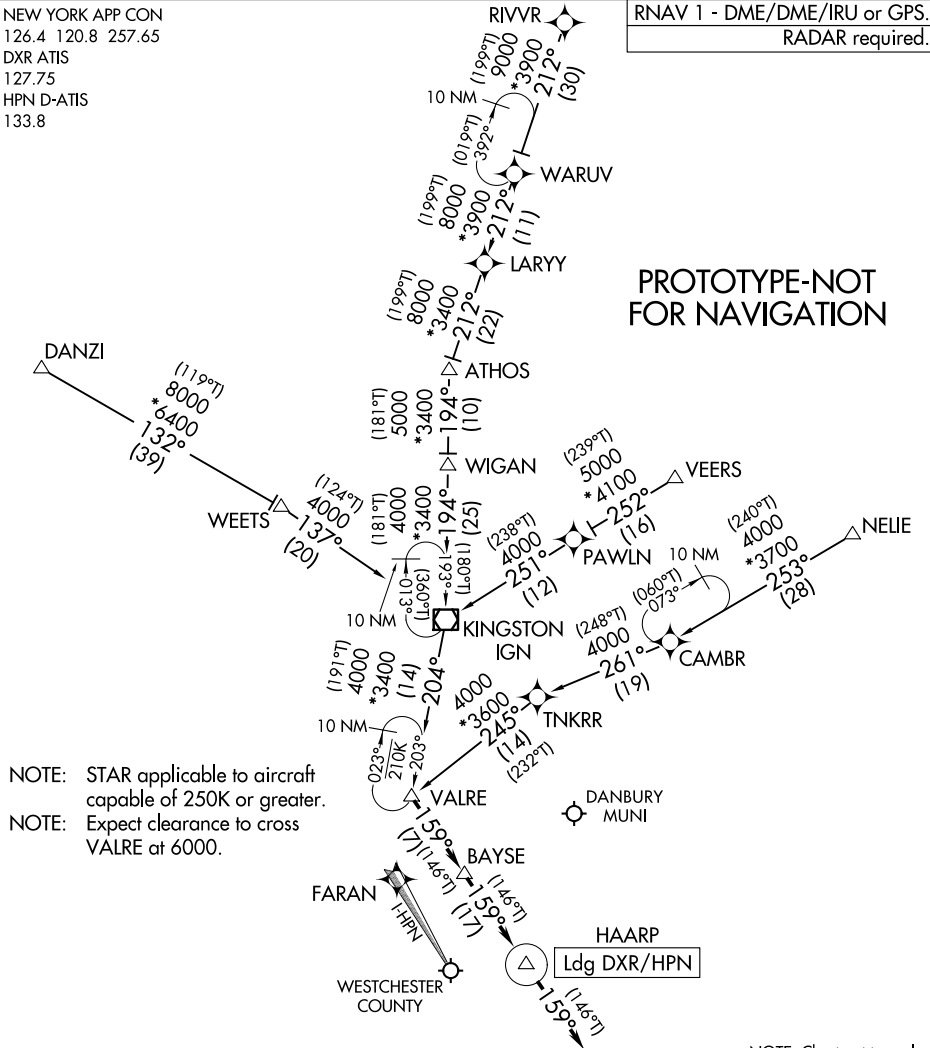 NEW YORK APP CON
126.4 120.8 257.65
DXR ATIS
127.75
HPN D-ATIS
133.8
RNAV 1 - DME/DME/IRU or GPS.
RADAR required.
RIVVR
(199°T)
9000
*3900
212°
(30)
10 NM
(019°T)
392°
WARUV
(199°T)
8000
*3900
212°
(11)
LARYY
PROTOTYPE-NOT
FOR NAVIGATION
(199°T)
8000
*3400
212°
(22)
ATHOS
DANZI
(119°T)
8000
*6400
132°
(39)
(181°T)
5000
*3400
194°
(10)
WIGAN
(239°T)
5000
*4100
252°
(16)
VEERS
WEETS
(124°T)
4000
137°
(20)
(181°T)
4000
*3400
194°
(25)
(180°T)
193°
(360°T)
013°
10 NM
(238°T)
4000
251°
(12)
PAWLN
NELIE
(240°T)
4000
*3700
253°
(28)
10 NM
(060°T)
073°
KINGSTON
IGN
CAMBR
(248°T)
4000
261°
(19)
(191°T)
4000
*3400
(14)
204°
TNKRR
4000
*3600
245°
(14)
(232°T)
10 NM
023°
210K
203°
NOTE: STAR applicable to aircraft
capable of 250K or greater.
NOTE: Expect clearance to cross
VALRE at 6000.
VALRE
DANBURY
MUNI
159°
(7)
(146°T)
BAYSE
FARAN
I-HPN
159°
(17)
(146°T)
HAARP
Ldg DXR/HPN
WESTCHESTER
COUNTY
159°
(146°T)